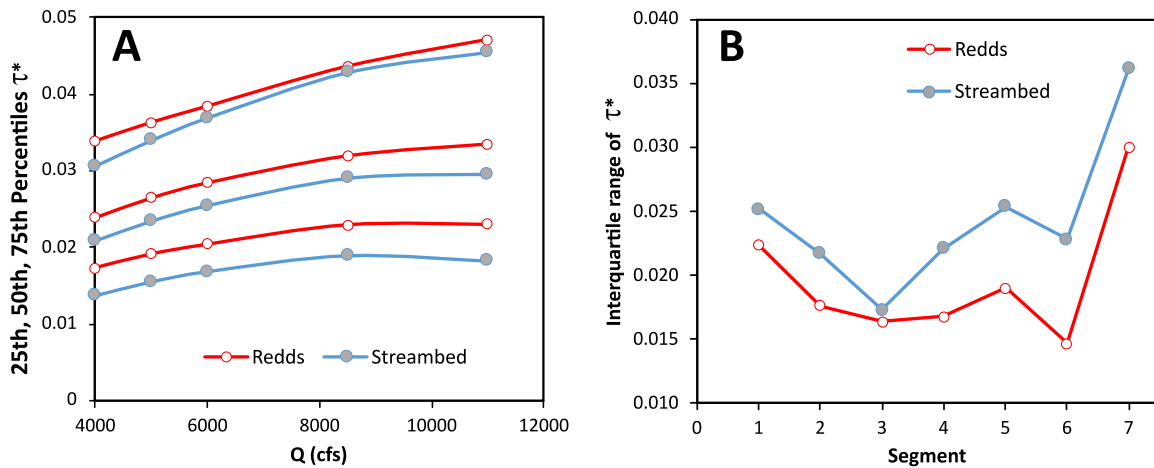 A
25th, 50th, 75th Percentiles τ*
0.05
0.04
0.03
0.02
0.01
0
4000 6000 8000 10000 12000
Q (cfs)
Redds Streambed
B
Interquartile range of τ*
0.040
0.035
0.030
0.025
0.020
0.015
0.010
0 1 2 3 4 5 6 7
Segment
Redds
Streambed